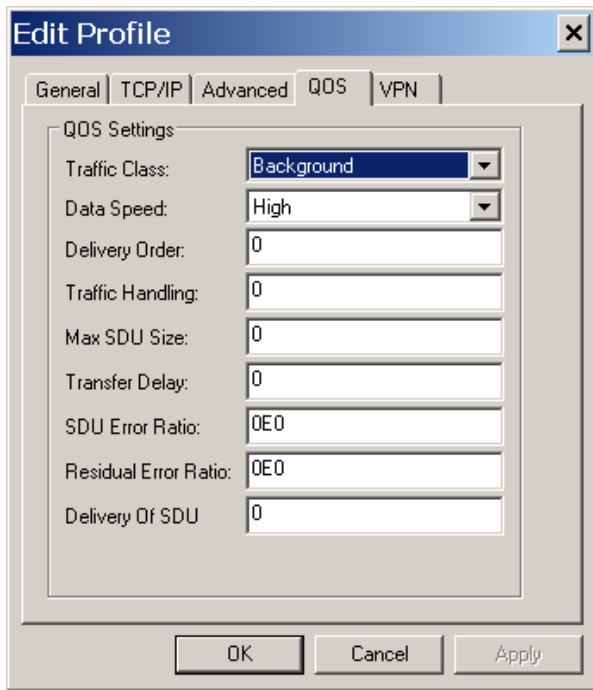 Edit Profile
General TCP/IP Advanced QOS VPN
QOS Settings
Traffic Class: Background
Data Speed: High
Delivery Order: 0
Traffic Handling: 0
Max SDU Size: 0
Transfer Delay: 0
SDU Error Ratio: 0E0
Residual Error Ratio: 0E0
Delivery Of SDU 0
OK Cancel Apply